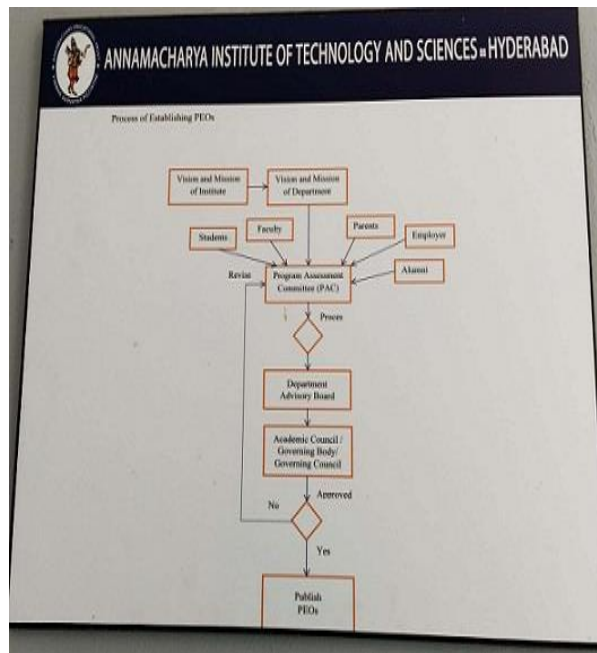 ANNAMACHARYA INSTITUTE OF TECHNOLOGY AND SCIENCES - HYDERABAD
Process of Establishing PEOs
Vision and Mission
of Institute
Vision and Mission
of Department
Students
Faculty
Parents
Employer
Alumni
Revise
Program Assessment
Committee (PAC)
Proces
Department
Advisory Board
Academic Council /
Governing Body/
Governing Council
Approved
No
Yes
Publish
PEOs